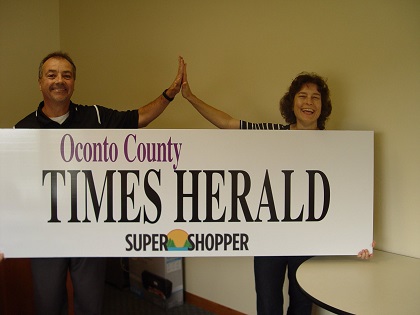 Oconto County
TIMES HERALD
SUPER SHOPPER